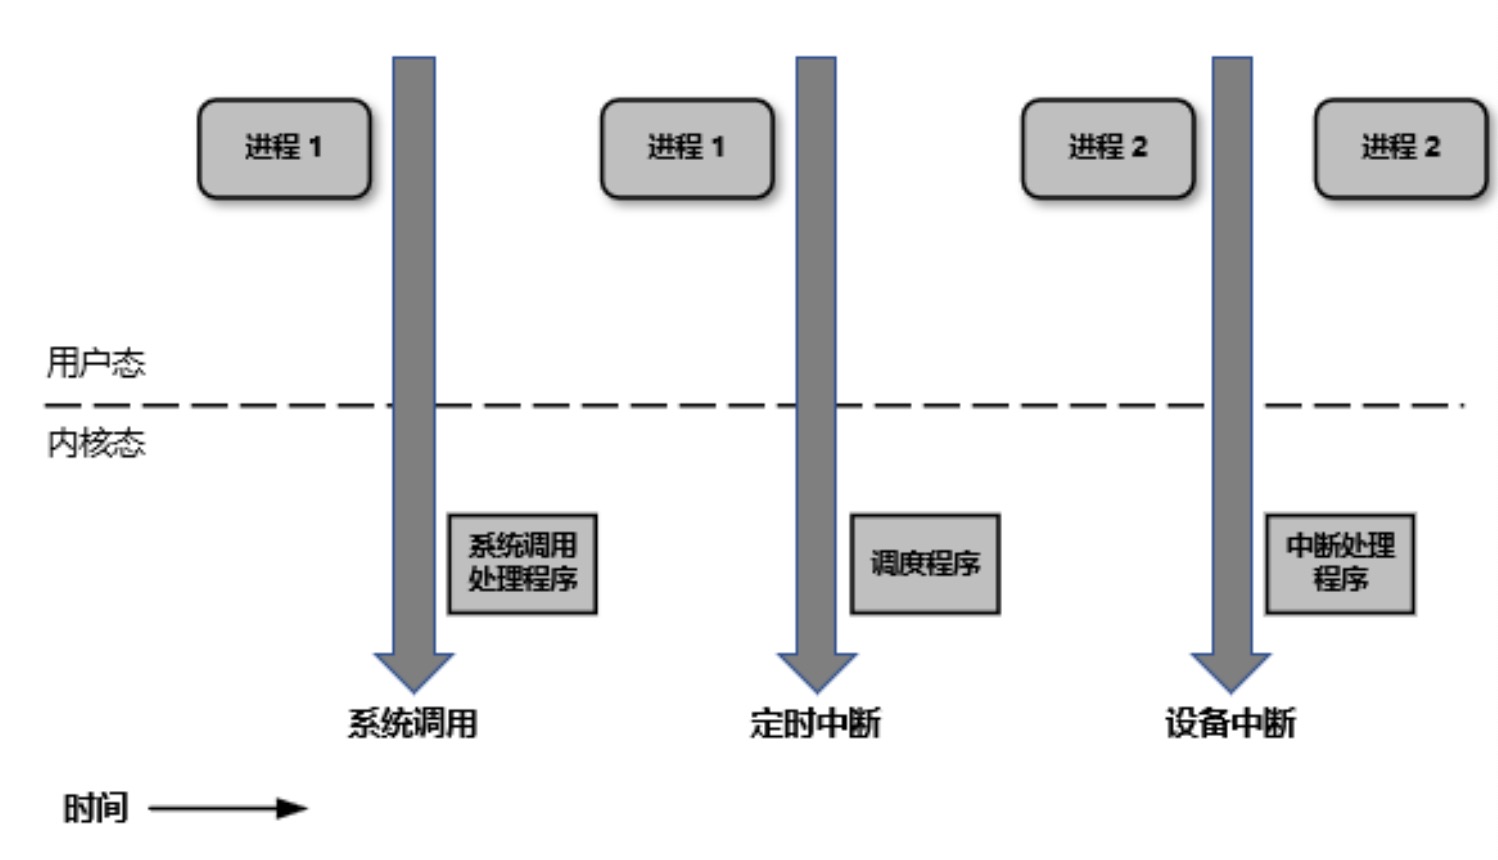 进程 1
进程 1
进程 2
进程 2
用户态
内核态
系统调用
处理程序
调度程序
中断处理
程序
系统调用
定时中断
设备中断
时间